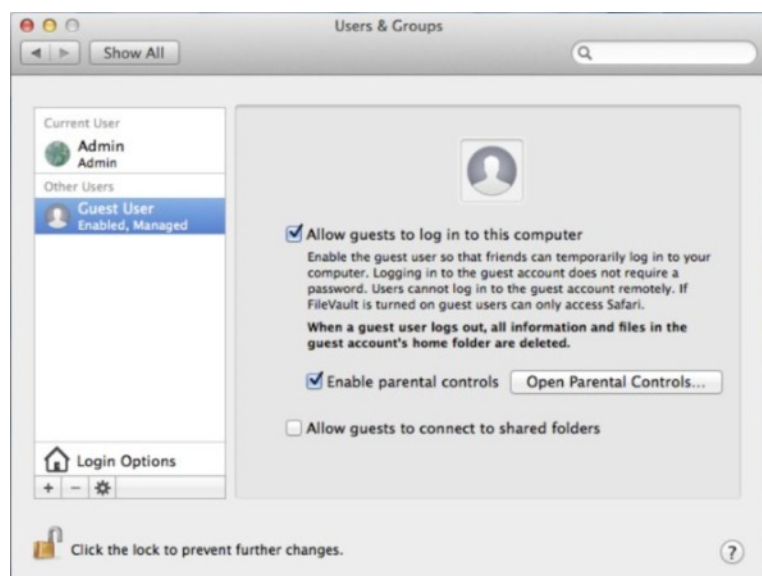 Users & Groups
Show All
Current User
Admin
Admin
Other Users
Guest User
Enabled, Managed
Login Options
+ −
Allow guests to log in to this computer
Enable the guest user so that friends can temporarily log in to your
computer. Logging in to the guest account does not require a
password. Users cannot log in to the guest account remotely. If
FileVault is turned on guest users can only access Safari.
When a guest user logs out, all information and files in the
guest account's home folder are deleted.
Enable parental controls
Open Parental Controls...
Allow guests to connect to shared folders
Click the lock to prevent further changes.
?